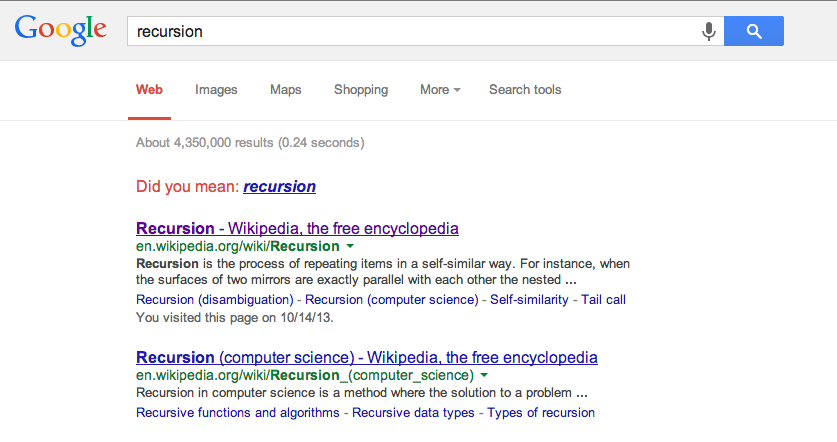 Google recursion
Web Images Maps Shopping More Search tools
About 4,350,000 results (0.24 seconds)
Did you mean: recursion
Recursion - Wikipedia, the free encyclopedia
en.wikipedia.org/wiki/Recursion
Recursion is the process of repeating items in a self-similar way. For instance, when
the surfaces of two mirrors are exactly parallel with each other the nested ...
Recursion (disambiguation) - Recursion (computer science) - Self-similarity - Tail call
You visited this page on 10/14/13.
Recursion (computer science) - Wikipedia, the free encyclopedia
en.wikipedia.org/wiki/Recursion_(computer_science)
Recursion in computer science is a method where the solution to a problem ...
Recursive functions and algorithms - Recursive data types - Types of recursion